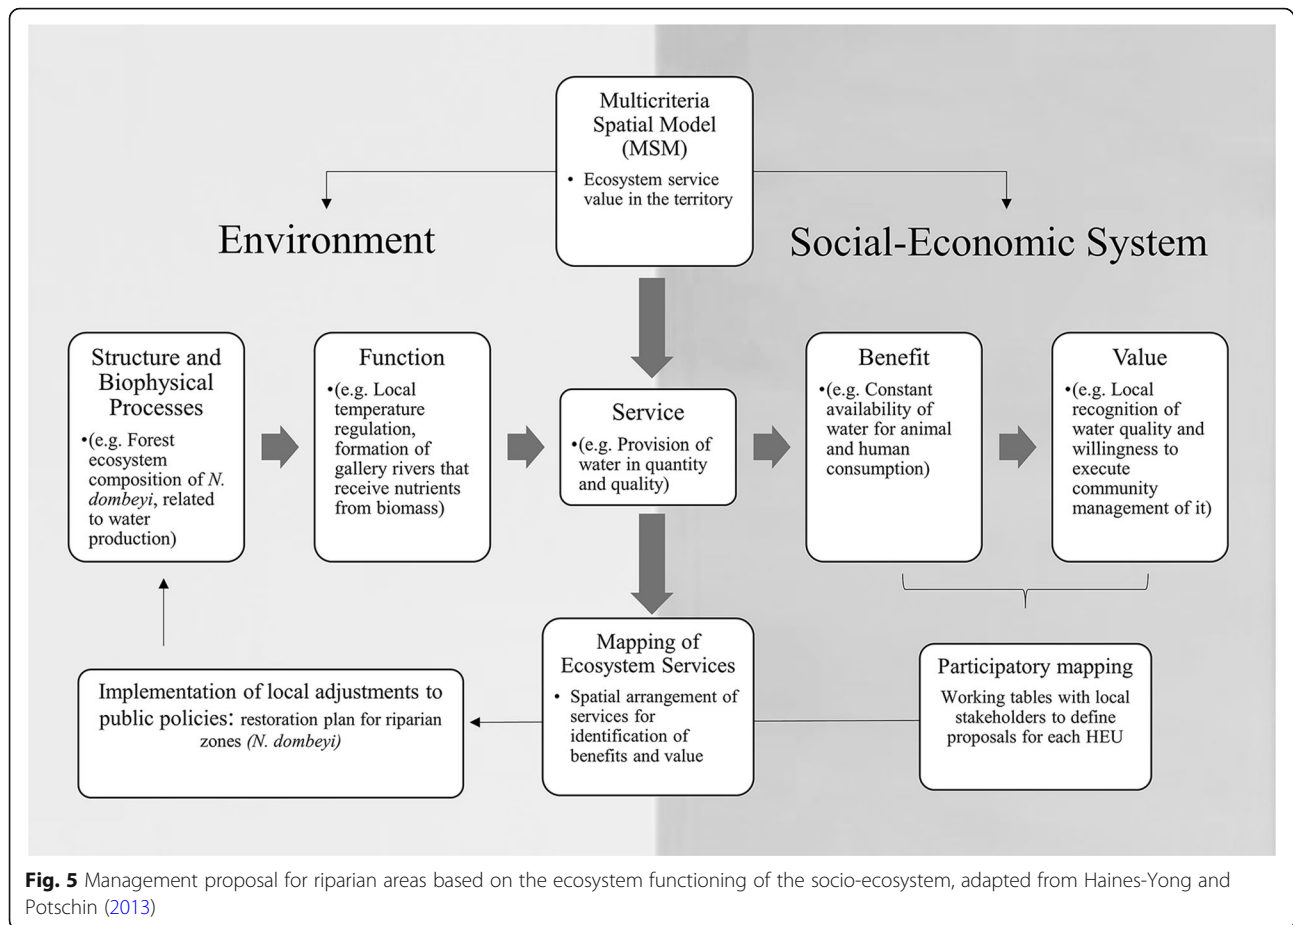 Multicriteria
Spatial Model
(MSM)
• Ecosystem service
value in the territory
Environment
Social-Economic System
Structure and
Biophysical
Processes
•(e.g. Forest
ecosystem
composition of N.
dombeyi, related
to water
production)
Function
•(e.g. Local
temperature
regulation,
formation of
gallery rivers that
receive nutrients
from biomass)
Service
•(e.g. Provision of
water in quantity
and quality)
Benefit
•(e.g. Constant
availability of
water for animal
and human
consumption)
Value
•(e.g. Local
recognition of
water quality and
willingness to
execute
community
management of it)
Implementation of local adjustments to
public policies: restoration plan for riparian
zones (N. dombeyi)
Mapping of
Ecosystem Services
• Spatial arrangement of
services for
identification of
benefits and value
Participatory mapping
Working tables with local
stakeholders to define
proposals for each HEU
Fig. 5 Management proposal for riparian areas based on the ecosystem functioning of the socio-ecosystem, adapted from Haines-Yong and
Potschin (2013)